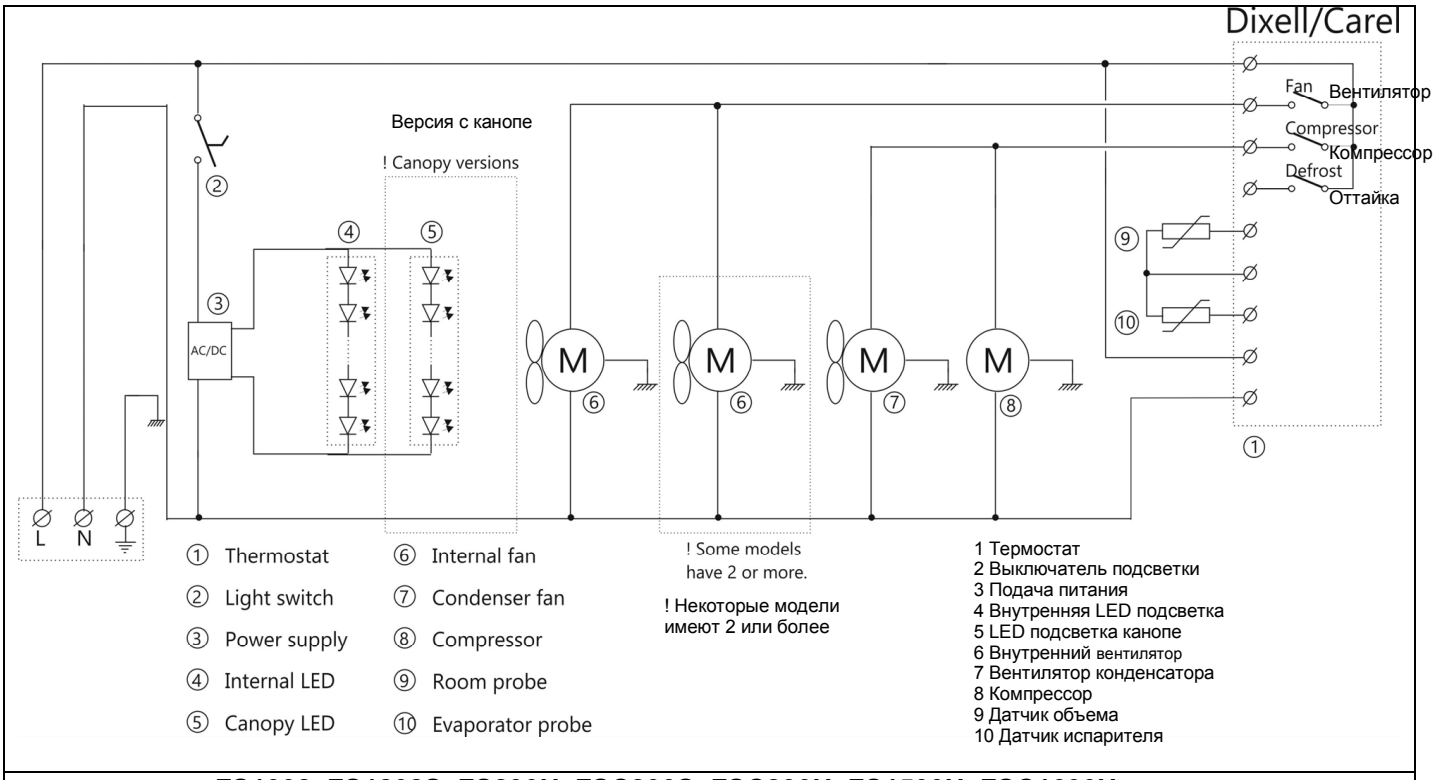 Dixell/Carel
Fan Вентилятор
Compressor
Компрессор
Defrost
Оттайка
Версия с канопе
! Canopy versions
②
④
⑤
③
AC/DC
⑨
⑩
M
⑥
M
⑥
M
⑦
M
⑧
①
L
N
① Thermostat
② Light switch
③ Power supply
④ Internal LED
⑤ Canopy LED
⑥ Internal fan
⑦ Condenser fan
⑧ Compressor
⑨ Room probe
⑩ Evaporator probe
! Some models
have 2 or more.
! Некоторые модели
имеют 2 или более
1 Термостат
2 Выключатель подсветки
3 Подача питания
4 Внутренняя LED подсветка
5 LED подсветка канопе
6 Внутренний вентилятор
7 Вентилятор конденсатора
8 Компрессор
9 Датчик объема
10 Датчик испарителя